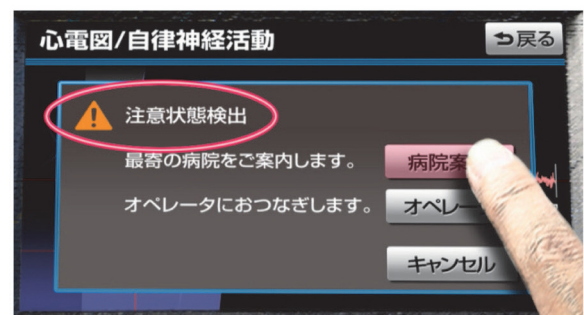 心電図/自律神経活動
戻る
注意状態検出
最寄の病院をご案内します。
病院案
オペレータにおつなぎします。
オペレー
キャンセル